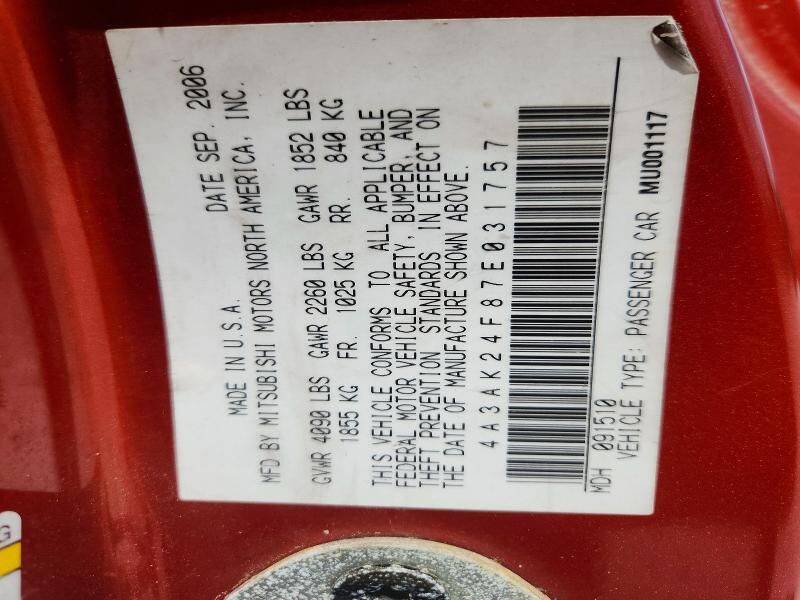 MADE IN U.S.A. DATE SEP. 2006
MFD BY MITSUBISHI MOTORS NORTH AMERICA, INC.
GVWR 4090 LBS GAWR 2260 LBS GAWR 1852 LBS
1855 KG FR. 1025 KG RR. 840 KG
THIS VEHICLE CONFORMS TO ALL APPLICABLE
FEDERAL MOTOR VEHICLE SAFETY, BUMPER, AND
THEFT PREVENTION STANDARDS IN EFFECT ON
THE DATE OF MANUFACTURE SHOWN ABOVE.
4A3AK24F87E031757
MDH 091510
VEHICLE TYPE: PASSENGER CAR MU001117
G